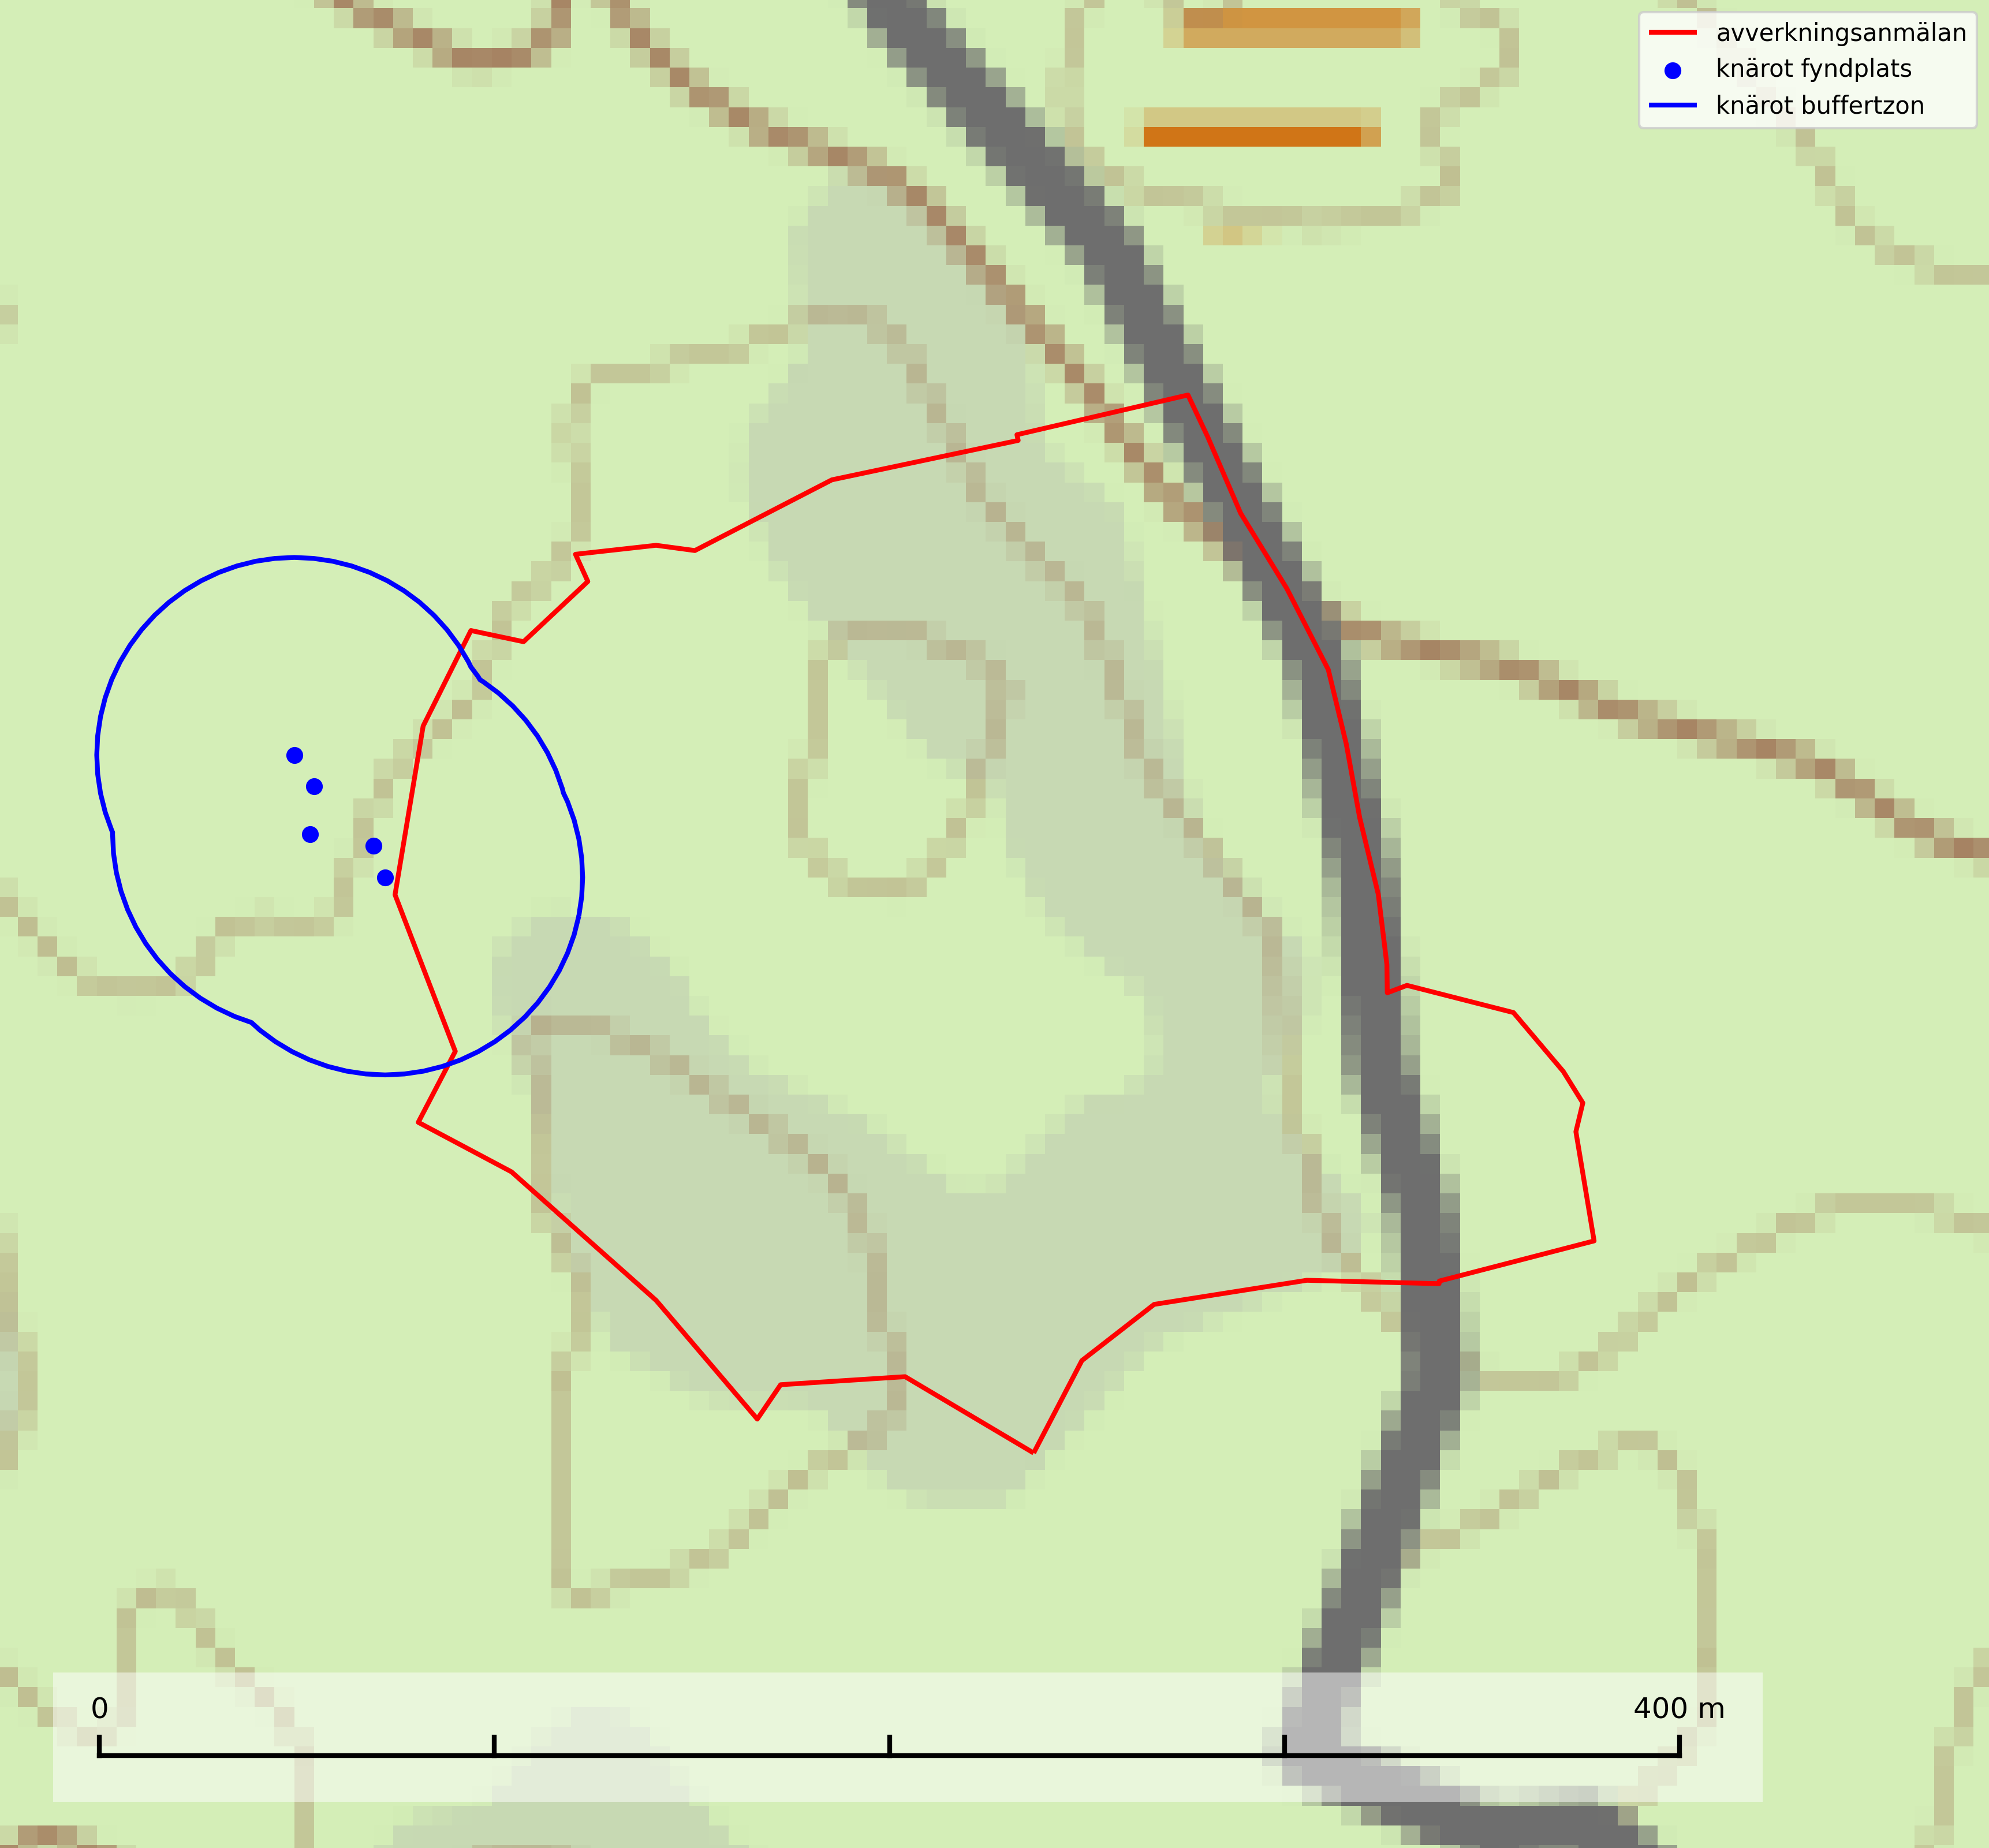 avverkningsanmälan
knärot fyndplats
knärot buffertzon
0 400 m